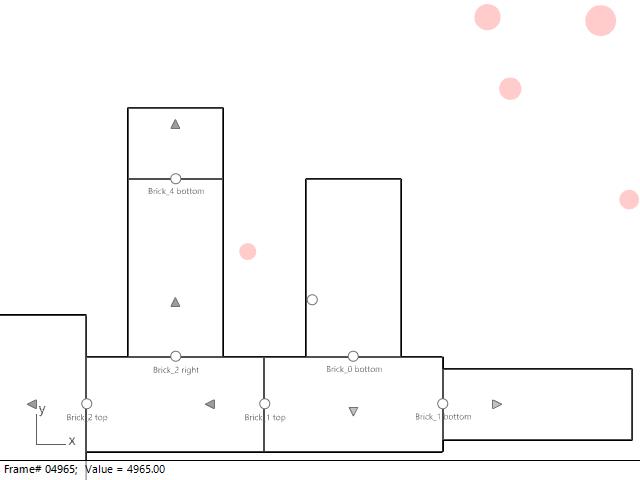 Brick_4 bottom
Brick_2 right
Brick_0 bottom
y
Brick_2 top
Brick_1 top
Brick_1 bottom
x
Frame# 04965; Value = 4965.00